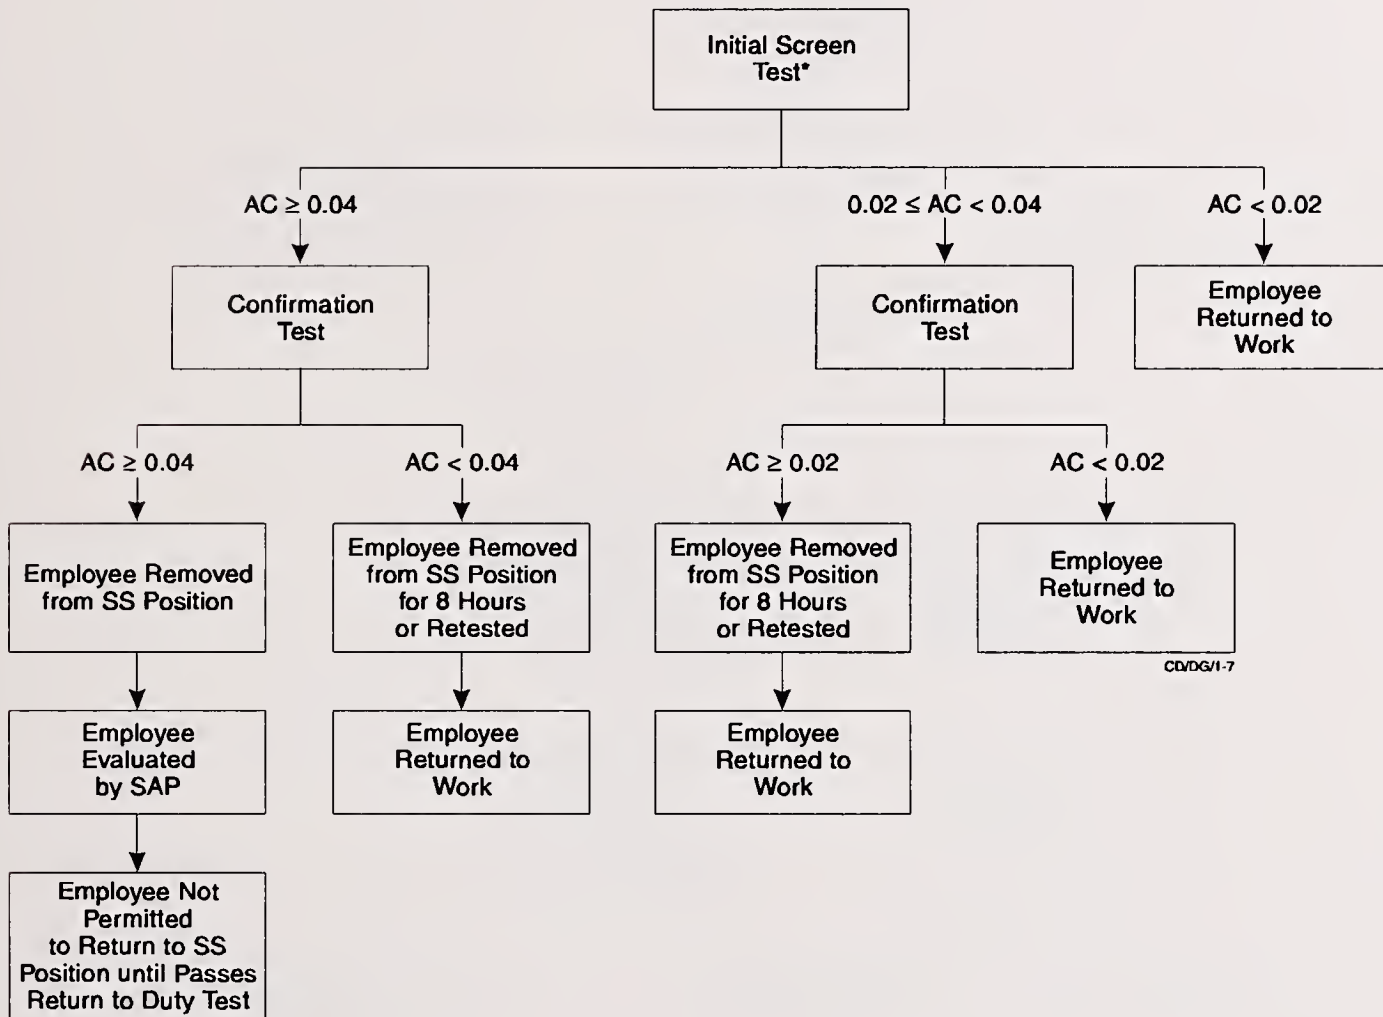 Initial Screen
Test*
AC ≥ 0.04
0.02 ≤ AC < 0.04
AC < 0.02
Confirmation
Test
Confirmation
Test
Employee
Returned to
Work
AC ≥ 0.04
AC < 0.04
AC ≥ 0.02
AC < 0.02
Employee Removed
from SS Position
Employee Removed
from SS Position
for 8 Hours
or Retested
Employee Removed
from SS Position
for 8 Hours
or Retested
Employee
Returned to
Work
CD/DG/1-7
Employee
Evaluated
by SAP
Employee
Returned to
Work
Employee
Returned to
Work
Employee Not
Permitted
to Return to SS
Position until Passes
Return to Duty Test